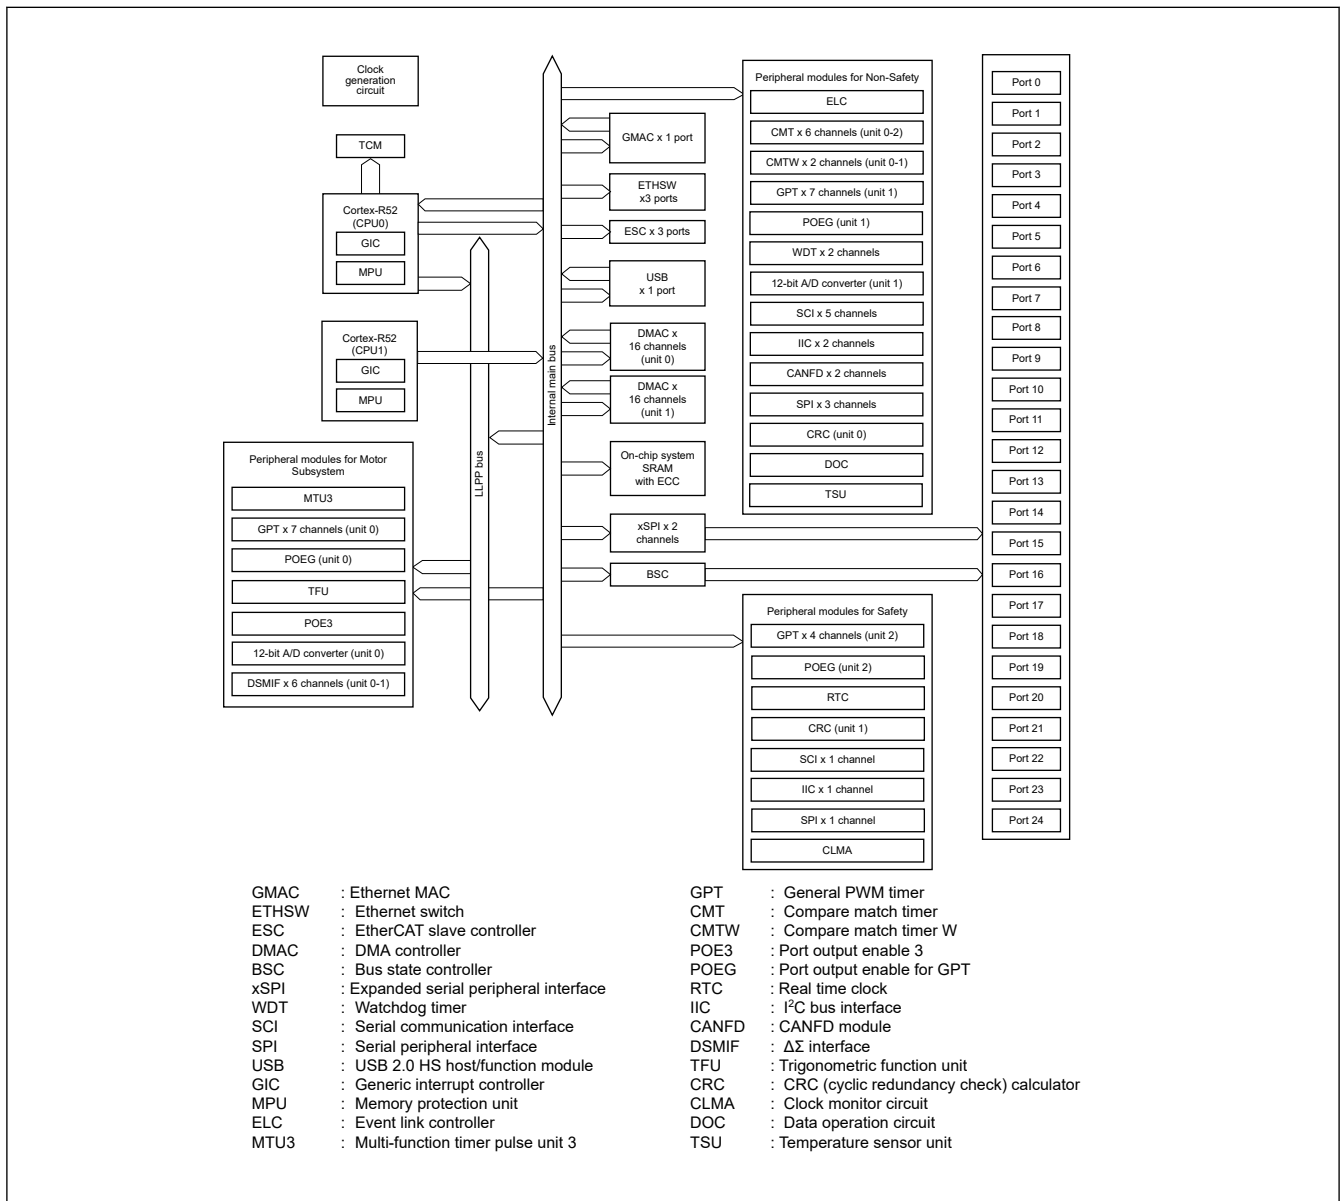 Clock
generation
circuit
TCM
Cortex-R52
(CPU0)
GIC
MPU
Cortex-R52
(CPU1)
GIC
MPU
Peripheral modules for Motor
Subsystem
MTU3
GPT x 7 channels (unit 0)
POEG (unit 0)
TFU
POE3
12-bit A/D converter (unit 0)
DSMIF x 6 channels (unit 0-1)
LLPP bus
Internal main bus
GMAC x 1 port
ETHSW
x3 ports
ESC x 3 ports
USB
x 1 port
DMAC x
16 channels
(unit 0)
DMAC x
16 channels
(unit 1)
On-chip system
SRAM
with ECC
xSPI x 2
channels
BSC
Peripheral modules for Non-Safety
ELC
CMT x 6 channels (unit 0-2)
CMTW x 2 channels (unit 0-1)
GPT x 7 channels (unit 1)
POEG (unit 1)
WDT x 2 channels
12-bit A/D converter (unit 1)
SCI x 5 channels
IIC x 2 channels
CANFD x 2 channels
SPI x 3 channels
CRC (unit 0)
DOC
TSU
Peripheral modules for Safety
GPT x 4 channels (unit 2)
POEG (unit 2)
RTC
CRC (unit 1)
SCI x 1 channel
IIC x 1 channel
SPI x 1 channel
CLMA
Port 0
Port 1
Port 2
Port 3
Port 4
Port 5
Port 6
Port 7
Port 8
Port 9
Port 10
Port 11
Port 12
Port 13
Port 14
Port 15
Port 16
Port 17
Port 18
Port 19
Port 20
Port 21
Port 22
Port 23
Port 24
GMAC : Ethernet MAC
ETHSW : Ethernet switch
ESC : EtherCAT slave controller
DMAC : DMA controller
BSC : Bus state controller
xSPI : Expanded serial peripheral interface
WDT : Watchdog timer
SCI : Serial communication interface
SPI : Serial peripheral interface
USB : USB 2.0 HS host/function module
GIC : Generic interrupt controller
MPU : Memory protection unit
ELC : Event link controller
MTU3 : Multi-function timer pulse unit 3
GPT : General PWM timer
CMT : Compare match timer
CMTW : Compare match timer W
POE3 : Port output enable 3
POEG : Port output enable for GPT
RTC : Real time clock
IIC : I²C bus interface
CANFD : CANFD module
DSMIF : ΔΣ interface
TFU : Trigonometric function unit
CRC : CRC (cyclic redundancy check) calculator
CLMA : Clock monitor circuit
DOC : Data operation circuit
TSU : Temperature sensor unit